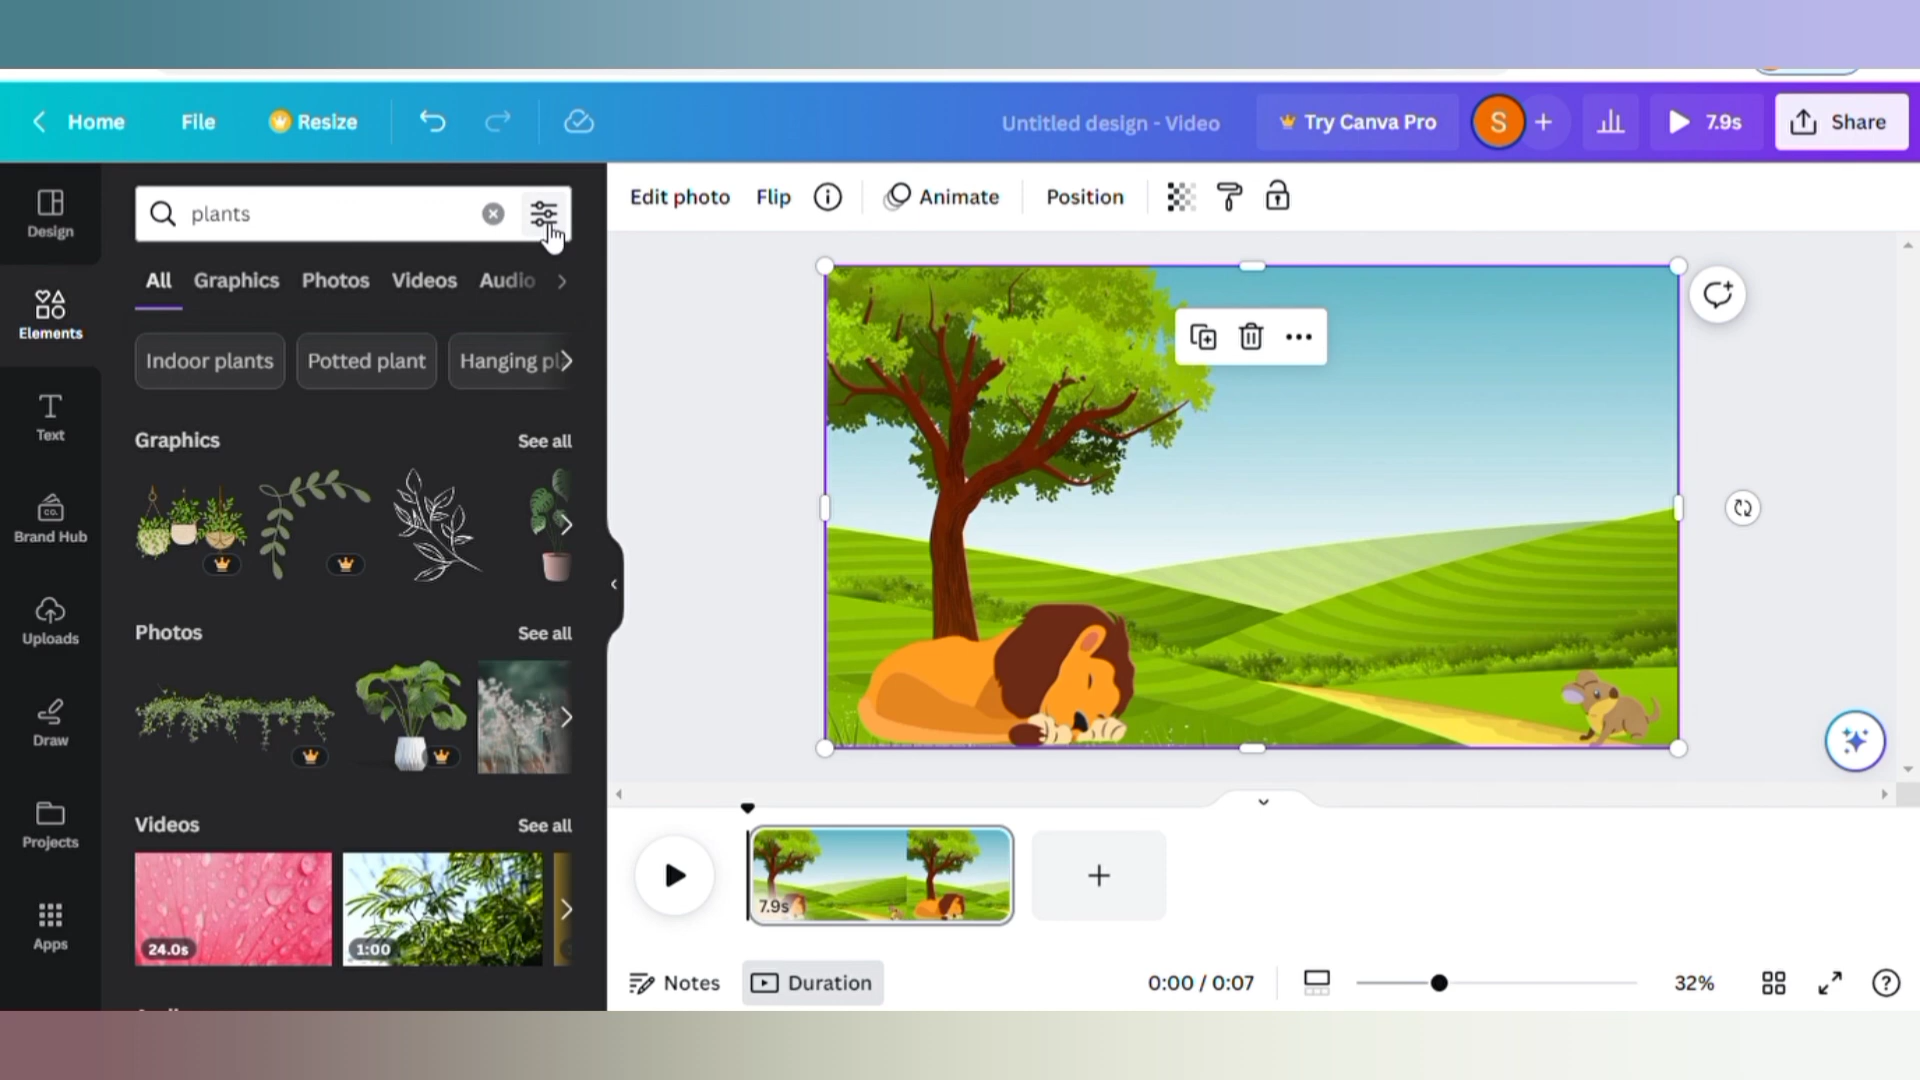 Home File Resize Untitled design - Video Try Canva Pro S 7.9s Share
Design
Elements
Text
Brand Hub
CO.
Uploads
Draw
Projects
Apps
plants
All Graphics Photos Videos Audio
Indoor plants Potted plant Hanging pl
Graphics See all
Photos See all
Videos See all
24.0s 1:00
Edit photo Flip Animate Position
7.9s
Notes Duration 0:00 / 0:07 32%